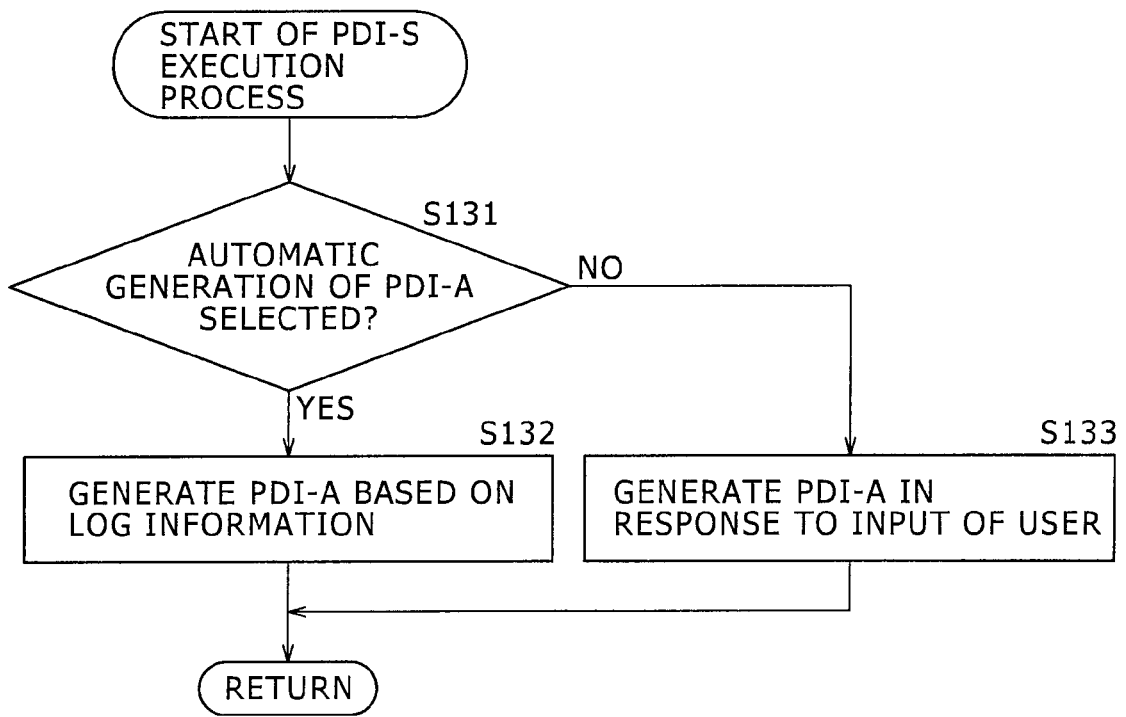 START OF PDI-S
EXECUTION
PROCESS
S131
AUTOMATIC
GENERATION OF PDI-A
SELECTED?
NO
YES
S132
GENERATE PDI-A BASED ON
LOG INFORMATION
S133
GENERATE PDI-A IN
RESPONSE TO INPUT OF USER
RETURN